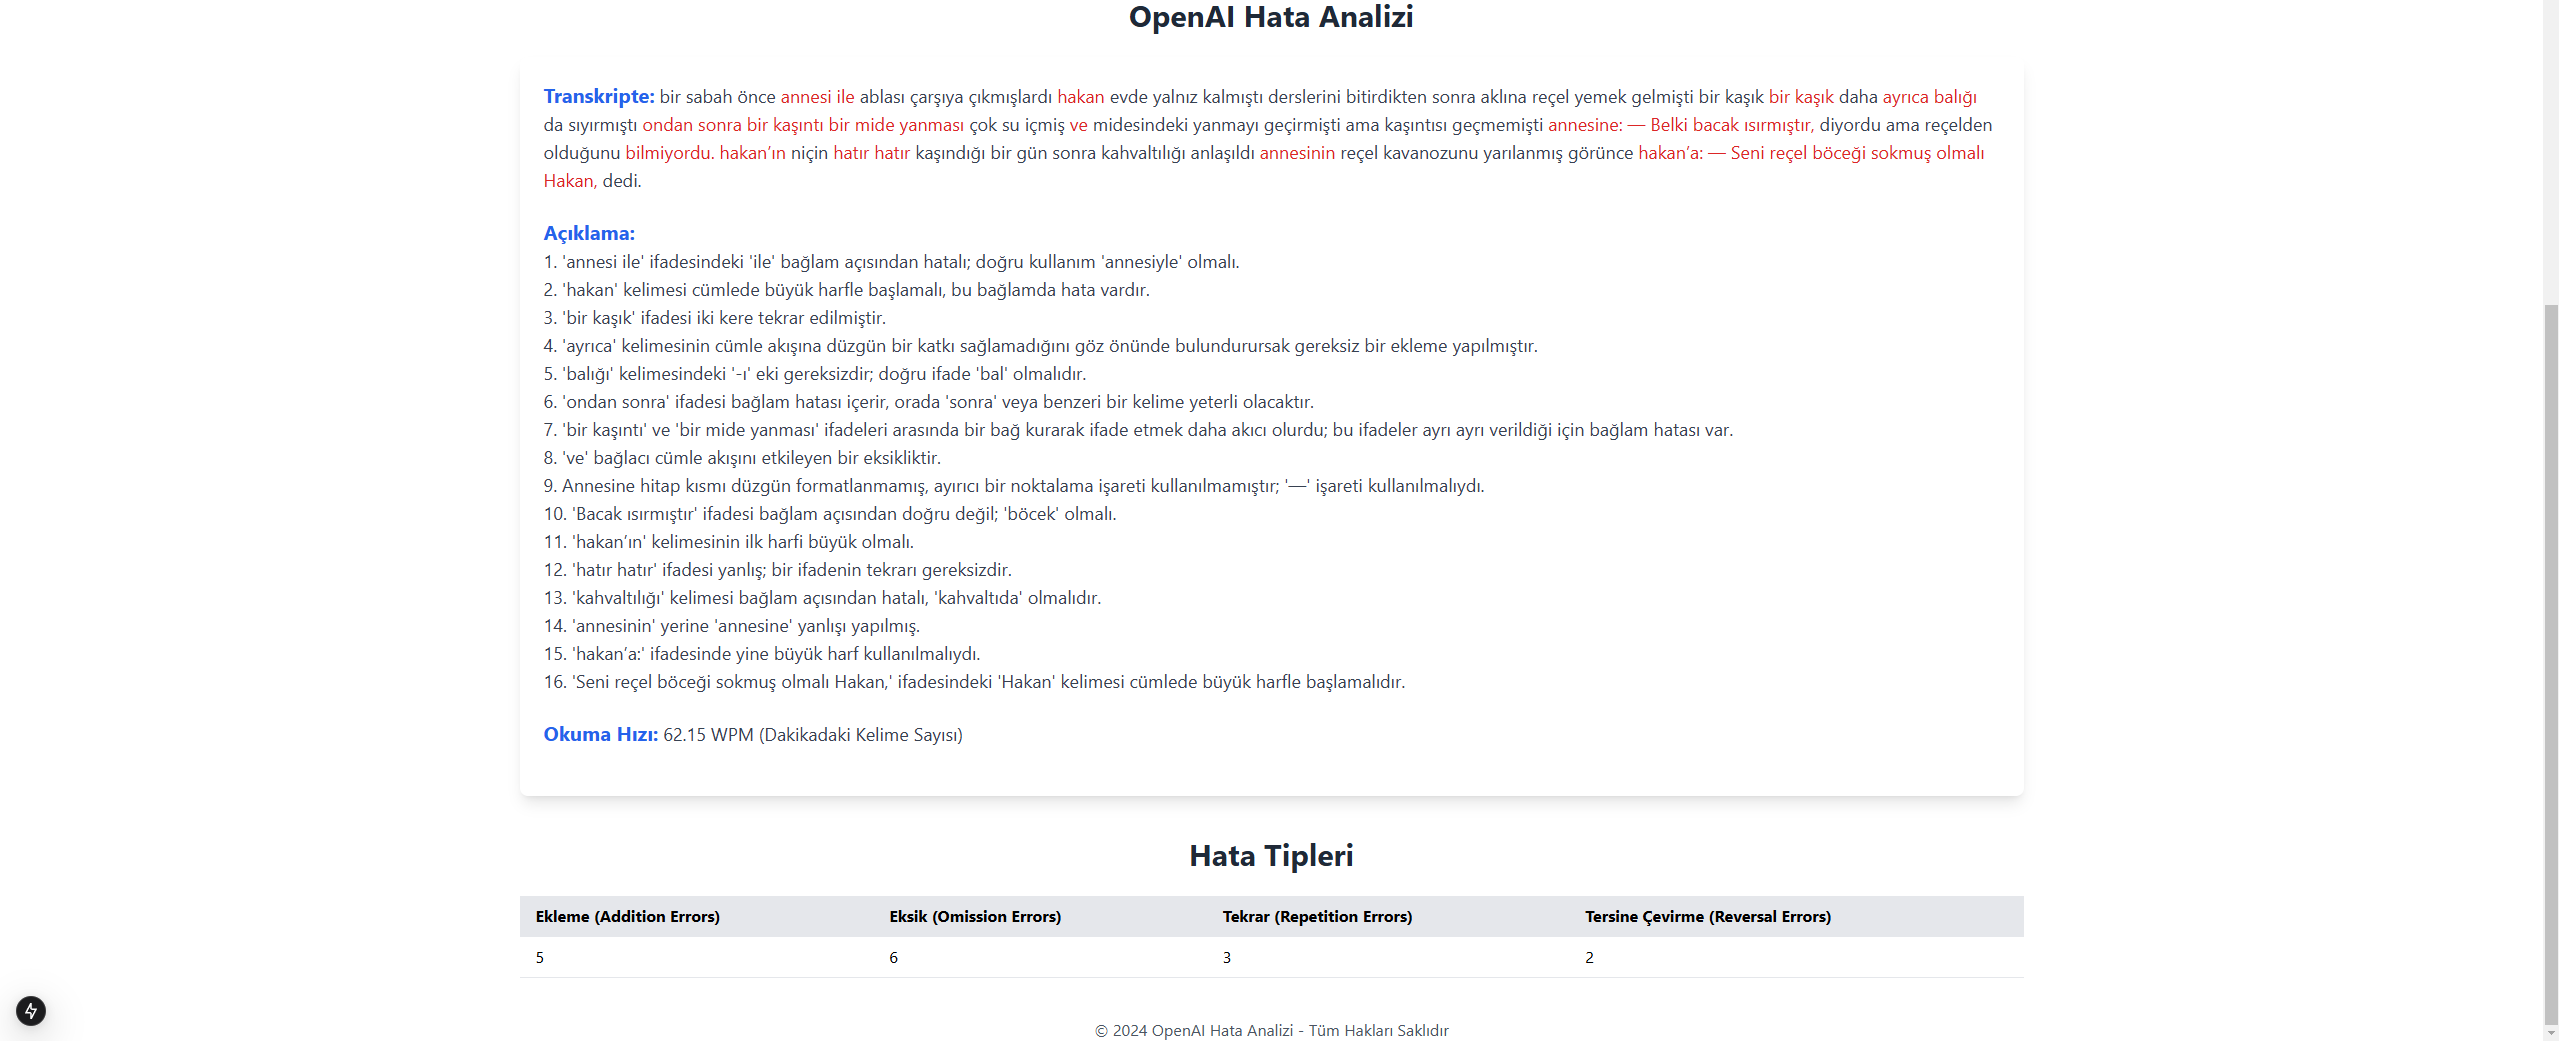 OpenAI Hata Analizi
Transkripte: bir sabah önce annesi ile ablası çarşıya çıkmışlardı hakan evde yalnız kalmıştı derslerini bitirdikten sonra aklına reçel yemek gelmişti bir kaşık bir kaşık daha ayrıca balığı
da sıyırmıştı ondan sonra bir kaşıntı bir mide yanması çok su içmiş ve midesindeki yanmayı geçirmişti ama kaşıntısı geçmemişti annesine: — Belki bacak ısırmıştır, diyordu ama reçelden
olduğunu bilmiyordu. hakan’ın niçin hatır hatır kaşındığı bir gün sonra kahvaltılığı anlaşıldı annesinin reçel kavanozunu yarılanmış görünce hakan’a: — Seni reçel böceği sokmuş olmalı
Hakan, dedi.
Açıklama:
1. 'annesi ile' ifadesindeki 'ile' bağlam açısından hatalı; doğru kullanım 'annesiyle' olmalı.
2. 'hakan' kelimesi cümlede büyük harfle başlamalı, bu bağlamda hata vardır.
3. 'bir kaşık' ifadesi iki kere tekrar edilmiştir.
4. 'ayrıca' kelimesinin cümle akışına düzgün bir katkı sağlamadığını göz önünde bulundurursak gereksiz bir ekleme yapılmıştır.
5. 'balığı' kelimesindeki '-ı' eki gereksizdir; doğru ifade 'bal' olmalıdır.
6. 'ondan sonra' ifadesi bağlam hatası içerir, orada 'sonra' veya benzeri bir kelime yeterli olacaktır.
7. 'bir kaşıntı' ve 'bir mide yanması' ifadeleri arasında bir bağ kurarak ifade etmek daha akıcı olurdu; bu ifadeler ayrı ayrı verildiği için bağlam hatası var.
8. 've' bağlacı cümle akışını etkileyen bir eksikliktir.
9. Annesine hitap kısmı düzgün formatlanmamış, ayırıcı bir noktalama işareti kullanılmamıştır; '—' işareti kullanılmalıydı.
10. 'Bacak ısırmıştır' ifadesi bağlam açısından doğru değil; 'böcek' olmalı.
11. 'hakan’ın' kelimesinin ilk harfi büyük olmalı.
12. 'hatır hatır' ifadesi yanlış; bir ifadenin tekrarı gereksizdir.
13. 'kahvaltılığı' kelimesi bağlam açısından hatalı, 'kahvaltıda' olmalıdır.
14. 'annesinin' yerine 'annesine' yanlışı yapılmış.
15. 'hakan’a:' ifadesinde yine büyük harf kullanılmalıydı.
16. 'Seni reçel böceği sokmuş olmalı Hakan,' ifadesindeki 'Hakan' kelimesi cümlede büyük harfle başlamalıdır.
Okuma Hızı: 62.15 WPM (Dakikadaki Kelime Sayısı)
Hata Tipleri
Ekleme (Addition Errors) Eksik (Omission Errors) Tekrar (Repetition Errors) Tersine Çevirme (Reversal Errors)
5 6 3 2
© 2024 OpenAI Hata Analizi - Tüm Hakları Saklıdır